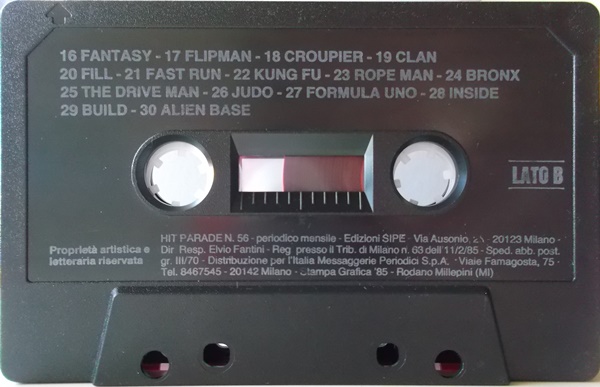 16 FANTASY - 17 FLIPMAN - 18 CROUPIER - 19 CLAN
20 FILL - 21 FAST RUN - 22 KUNG FU - 23 ROPE MAN - 24 BRONX
25 THE DRIVE MAN - 26 JUDO - 27 FORMULA UNO - 28 INSIDE
29 BUILD - 30 ALIEN BASE
LATO B
Proprietà artistica e
letteraria riservata
HIT PARADE N. 56 - periodico mensile - Edizioni SIPE - Via Ausonio, - 20123 Milano -
Dir. Resp. Elvio Fantini - Reg. presso il Trib. di Milano n. 63 dell'11/2/85 - Sped. abb. post.
gr. III/70 - Distribuzione per l'Italia Messaggerie Periodici S.p.A. - Viale Famagosta, 75 -
Tel. 8467545 - 20142 Milano - Stampa Grafica '85 - Rodano Millepini (MI)